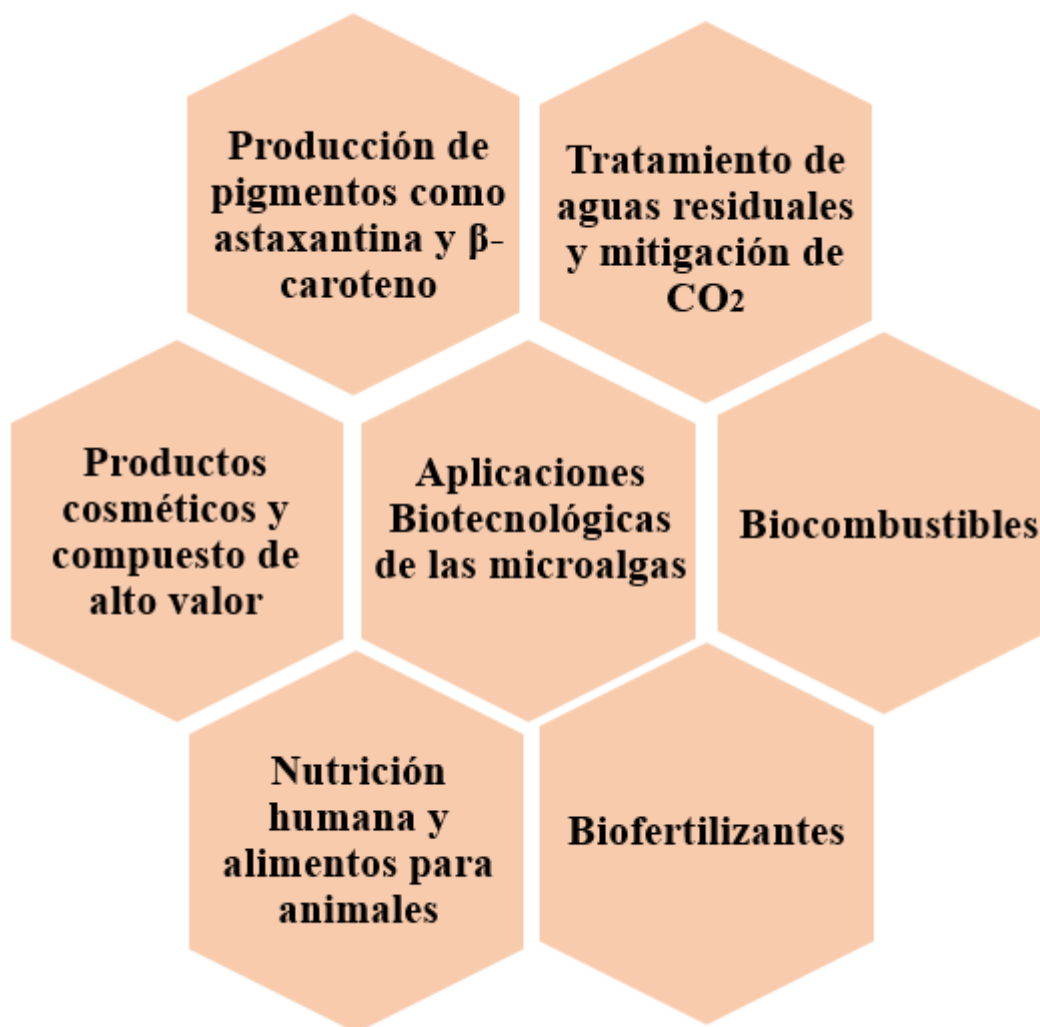 Producción de
pigmentos como
astaxantina y β-
caroteno
Tratamiento de
aguas residuales
y mitigación de
CO₂
Productos
cosméticos y
compuesto de
alto valor
Aplicaciones
Biotecnológicas
de las microalgas
Biocombustibles
Nutrición
humana y
alimentos para
animales
Biofertilizantes